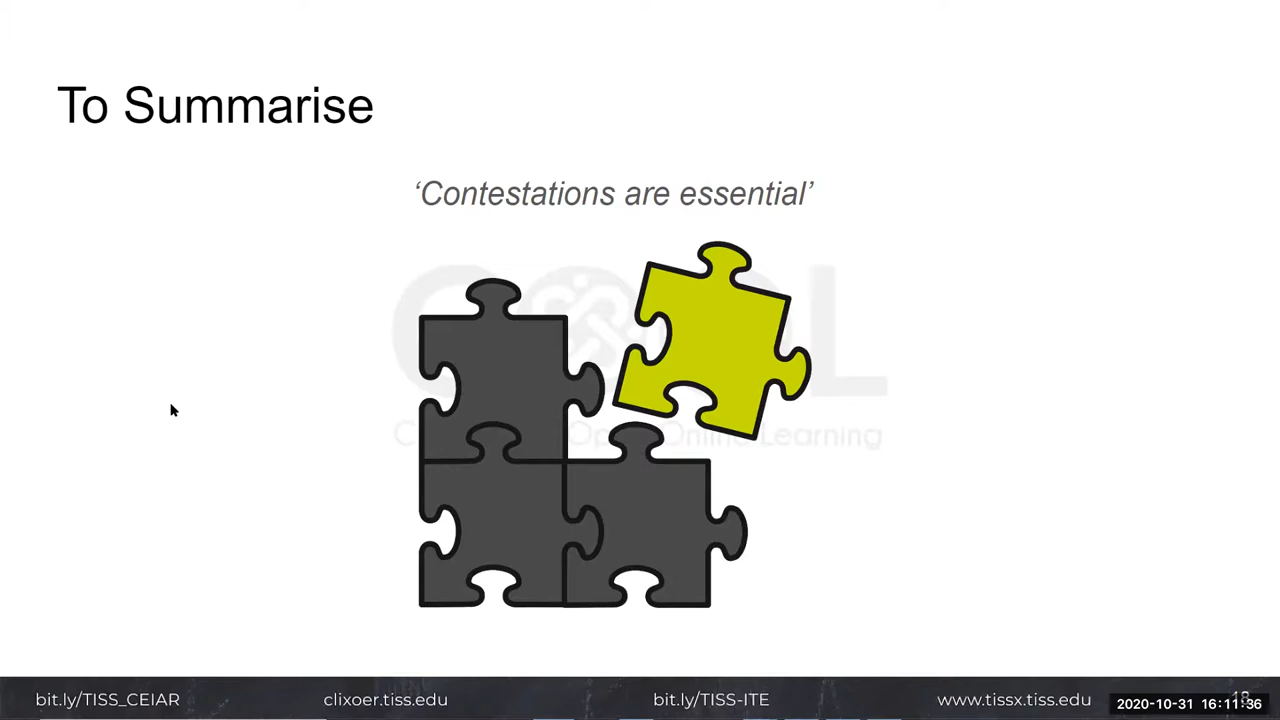 To Summarise
‘Contestations are essential’
bit.ly/TISS_CEIAR
clixoer.tiss.edu
bit.ly/TISS-ITE
www.tissx.tiss.edu
18
2020-10-31 16:11:36